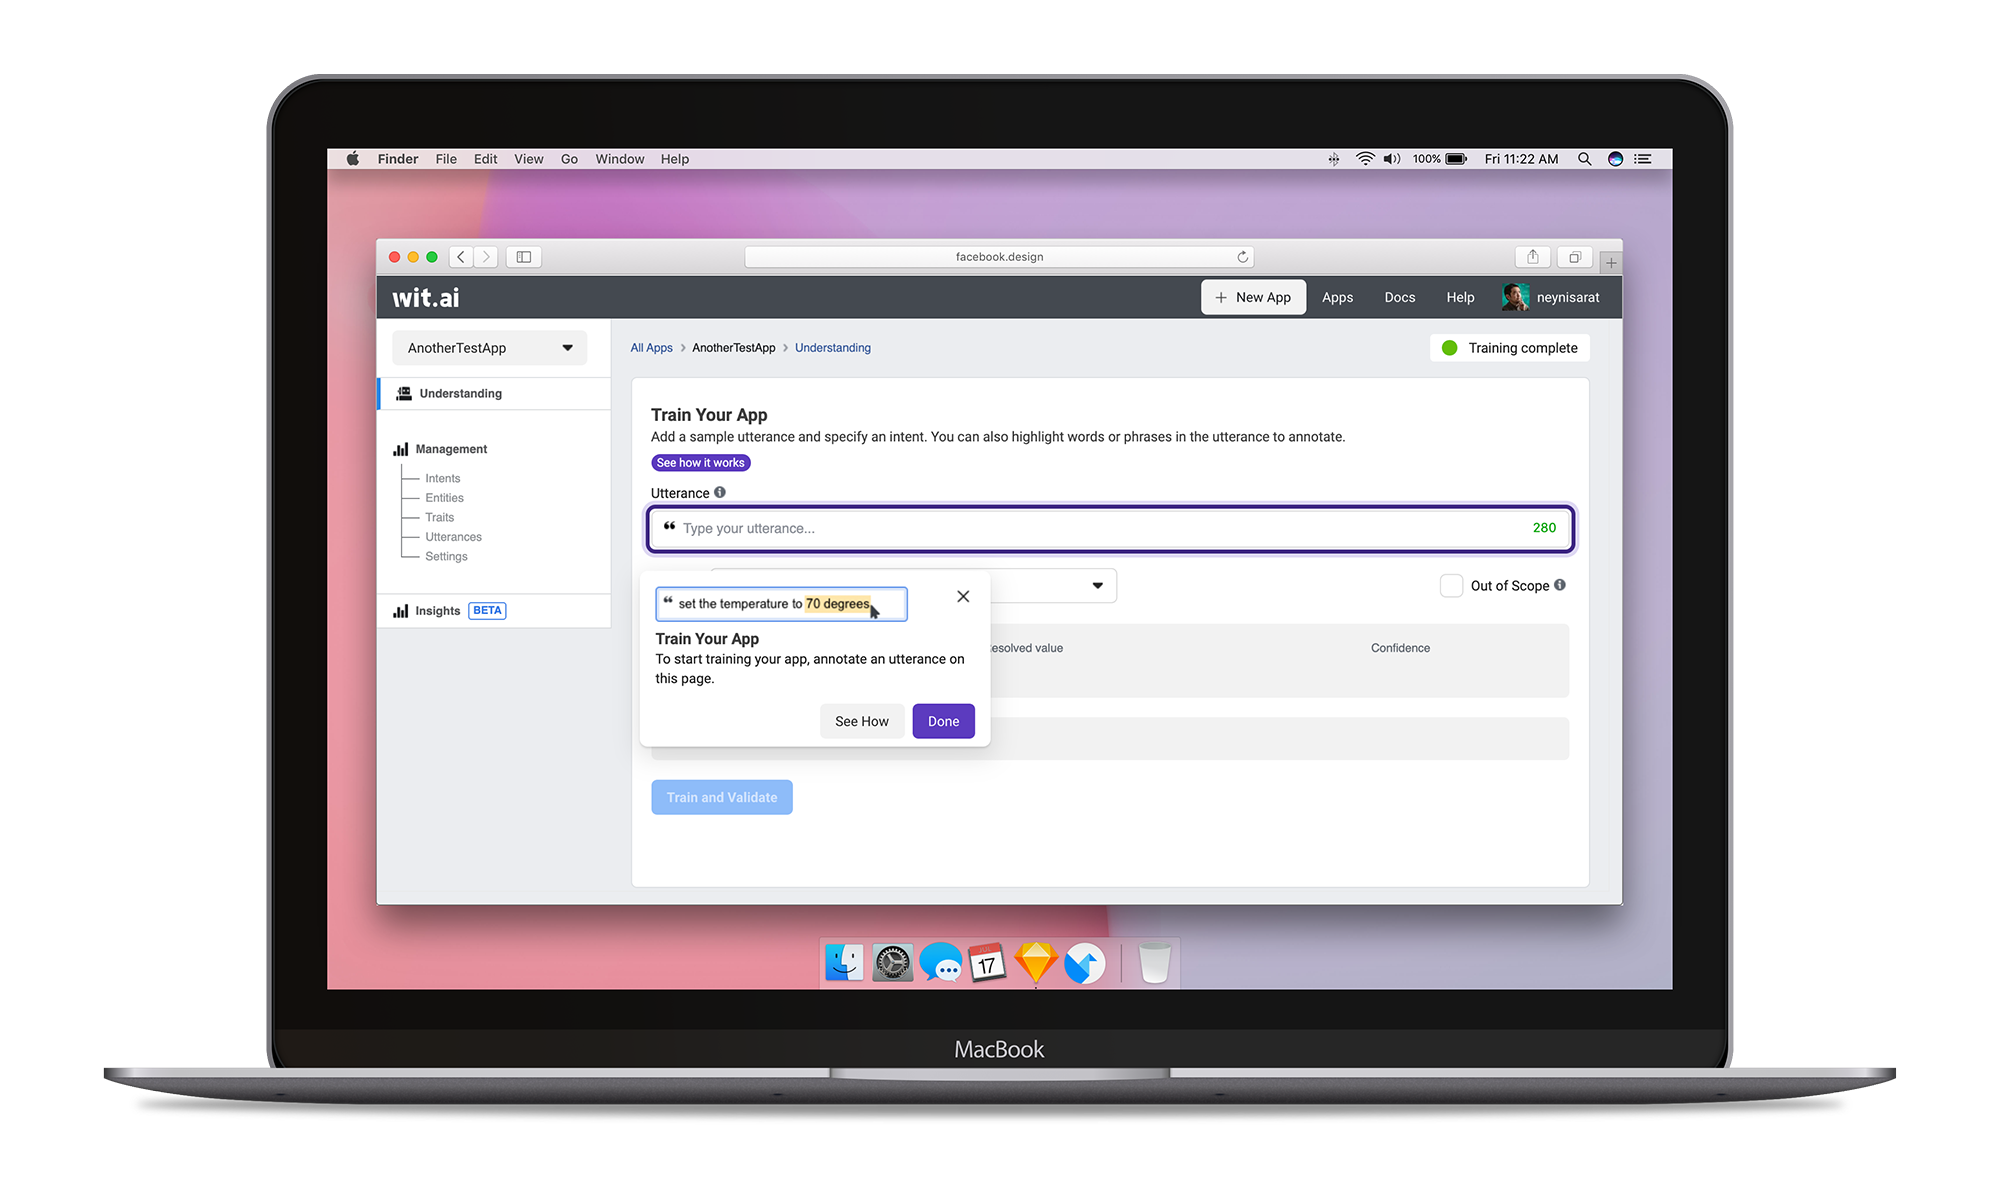 Finder File Edit View Go Window Help
100% Fri 11:22 AM
facebook.design
wit.ai
+ New App Apps Docs Help neynisarat
AnotherTestApp
All Apps > AnotherTestApp > Understanding
Training complete
Understanding
Management
Intents
Entities
Traits
Utterances
Settings
Insights BETA
Train Your App
Add a sample utterance and specify an intent. You can also highlight words or phrases in the utterance to annotate.
See how it works
Utterance
“ Type your utterance... 280
Out of Scope
“ set the temperature to 70 degrees
Train Your App
To start training your app, annotate an utterance on
this page.
See How Done
esolved value Confidence
Train and Validate
JUL
17
MacBook